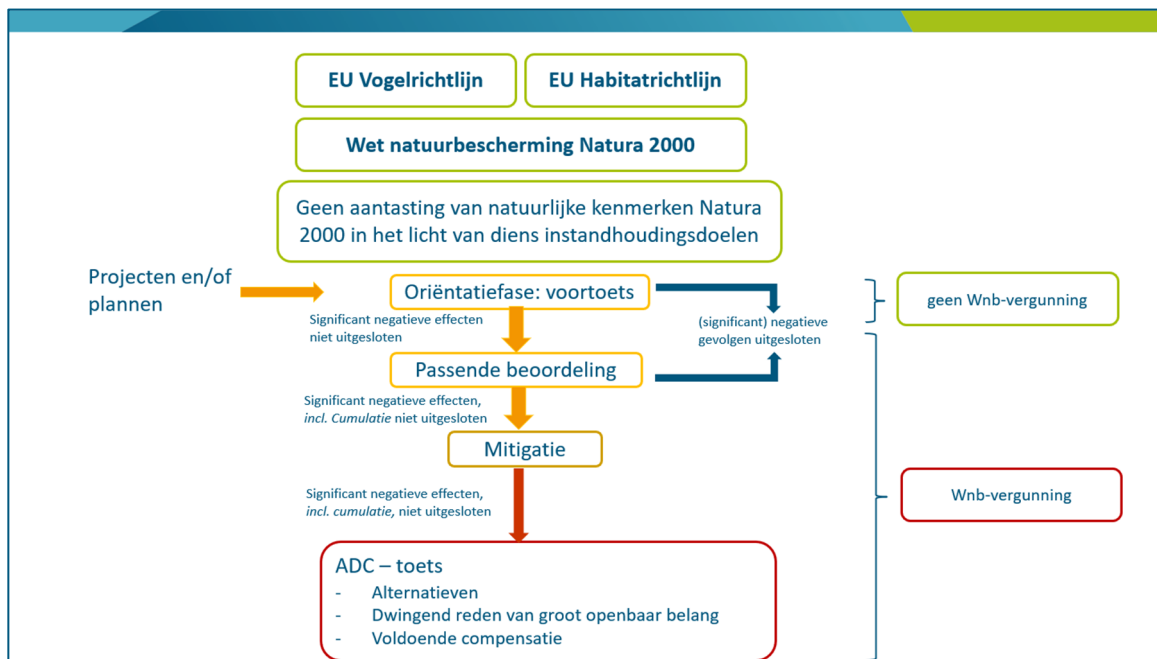 EU Vogelrichtlijn
EU Habitatrichtlijn
Wet natuurbescherming Natura 2000
Geen aantasting van natuurlijke kenmerken Natura
2000 in het licht van diens instandhoudingsdoelen
Projecten en/of
plannen
Oriëntatiefase: voortoets
geen Wnb-vergunning
Significant negatieve effecten
niet uitgesloten
(significant) negatieve
gevolgen uitgesloten
Passende beoordeling
Significant negatieve effecten,
incl. Cumulatie niet uitgesloten
Mitigatie
Significant negatieve effecten,
incl. cumulatie, niet uitgesloten
Wnb-vergunning
ADC – toets
- Alternatieven
- Dwingend reden van groot openbaar belang
- Voldoende compensatie